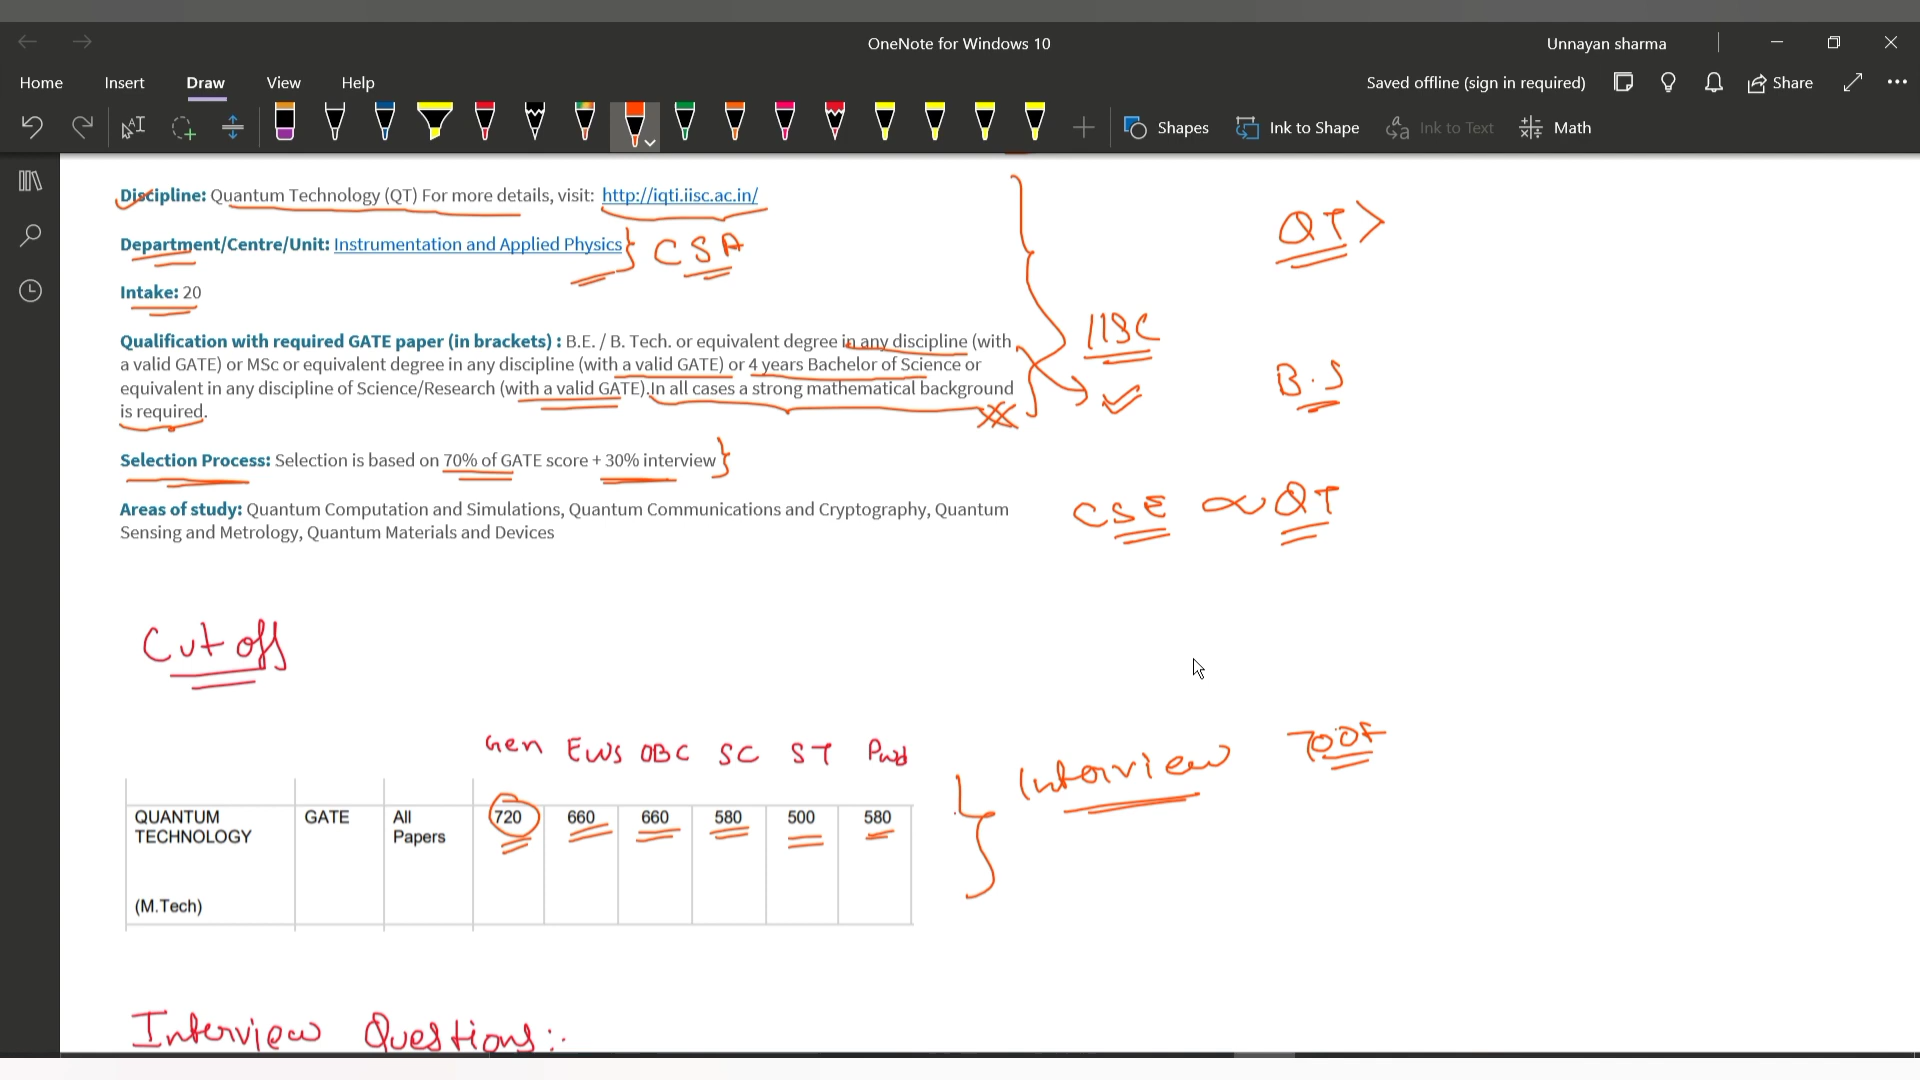 OneNote for Windows 10
Unnayan sharma
Home Insert Draw View Help
Saved offline (sign in required)
Share
Shapes
Ink to Shape
Ink to Text
Math
Discipline: Quantum Technology (QT) For more details, visit: http://iqti.iisc.ac.in/
QT >
Department/Centre/Unit: Instrumentation and Applied Physics } CSA
Intake: 20
IISC
Qualification with required GATE paper (in brackets) : B.E. / B. Tech. or equivalent degree in any discipline (with
a valid GATE) or MSc or equivalent degree in any discipline (with a valid GATE) or 4 years Bachelor of Science or
equivalent in any discipline of Science/Research (with a valid GATE).In all cases a strong mathematical background
is required.
B.S
Selection Process: Selection is based on 70% of GATE score + 30% interview }
Areas of study: Quantum Computation and Simulations, Quantum Communications and Cryptography, Quantum
Sensing and Metrology, Quantum Materials and Devices
CSE ∝ QT
Cut off
Gen EWS OBC SC ST Pwd
Interview 700+
QUANTUM GATE All 720 660 660 580 500 580
TECHNOLOGY Papers
(M.Tech)
Interview Questions:-